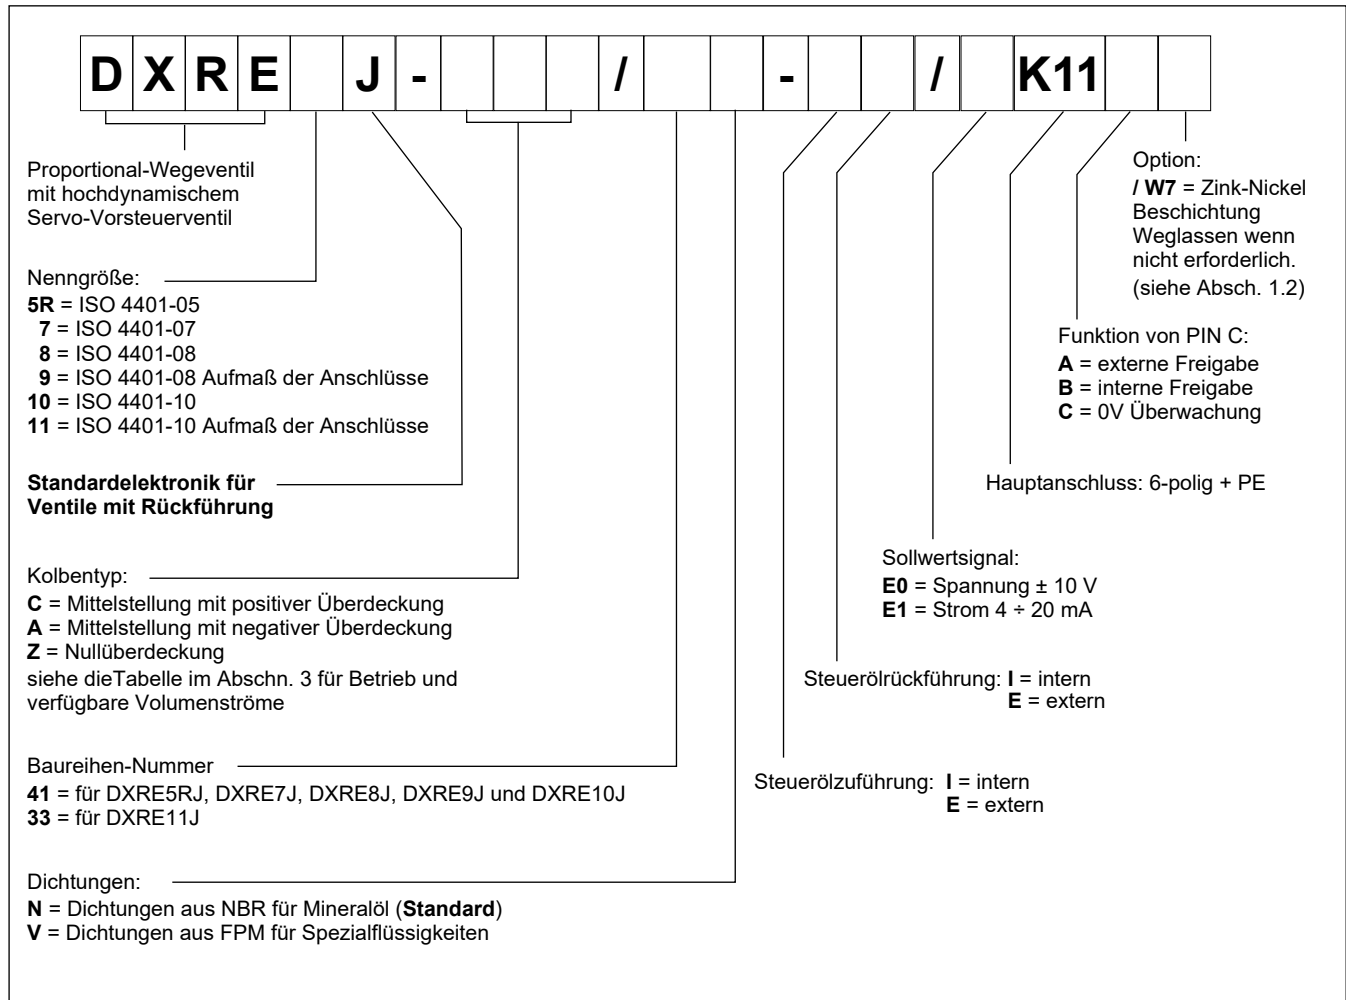 D X R E J - / - / K11
Proportional-Wegeventil
mit hochdynamischem
Servo-Vorsteuerventil
Nenngröße:
5R = ISO 4401-05
7 = ISO 4401-07
8 = ISO 4401-08
9 = ISO 4401-08 Aufmaß der Anschlüsse
10 = ISO 4401-10
11 = ISO 4401-10 Aufmaß der Anschlüsse
Standardelektronik für
Ventile mit Rückführung
Kolbentyp:
C = Mittelstellung mit positiver Überdeckung
A = Mittelstellung mit negativer Überdeckung
Z = Nullüberdeckung
siehe dieTabelle im Abschn. 3 für Betrieb und
verfügbare Volumenströme
Baureihen-Nummer
41 = für DXRE5RJ, DXRE7J, DXRE8J, DXRE9J und DXRE10J
33 = für DXRE11J
Dichtungen:
N = Dichtungen aus NBR für Mineralöl (Standard)
V = Dichtungen aus FPM für Spezialflüssigkeiten
Option:
/ W7 = Zink-Nickel
Beschichtung
Weglassen wenn
nicht erforderlich.
(siehe Absch. 1.2)
Funktion von PIN C:
A = externe Freigabe
B = interne Freigabe
C = 0V Überwachung
Hauptanschluss: 6-polig + PE
Sollwertsignal:
E0 = Spannung ± 10 V
E1 = Strom 4 ÷ 20 mA
Steuerölrückführung: I = intern
E = extern
Steuerölzuführung: I = intern
E = extern